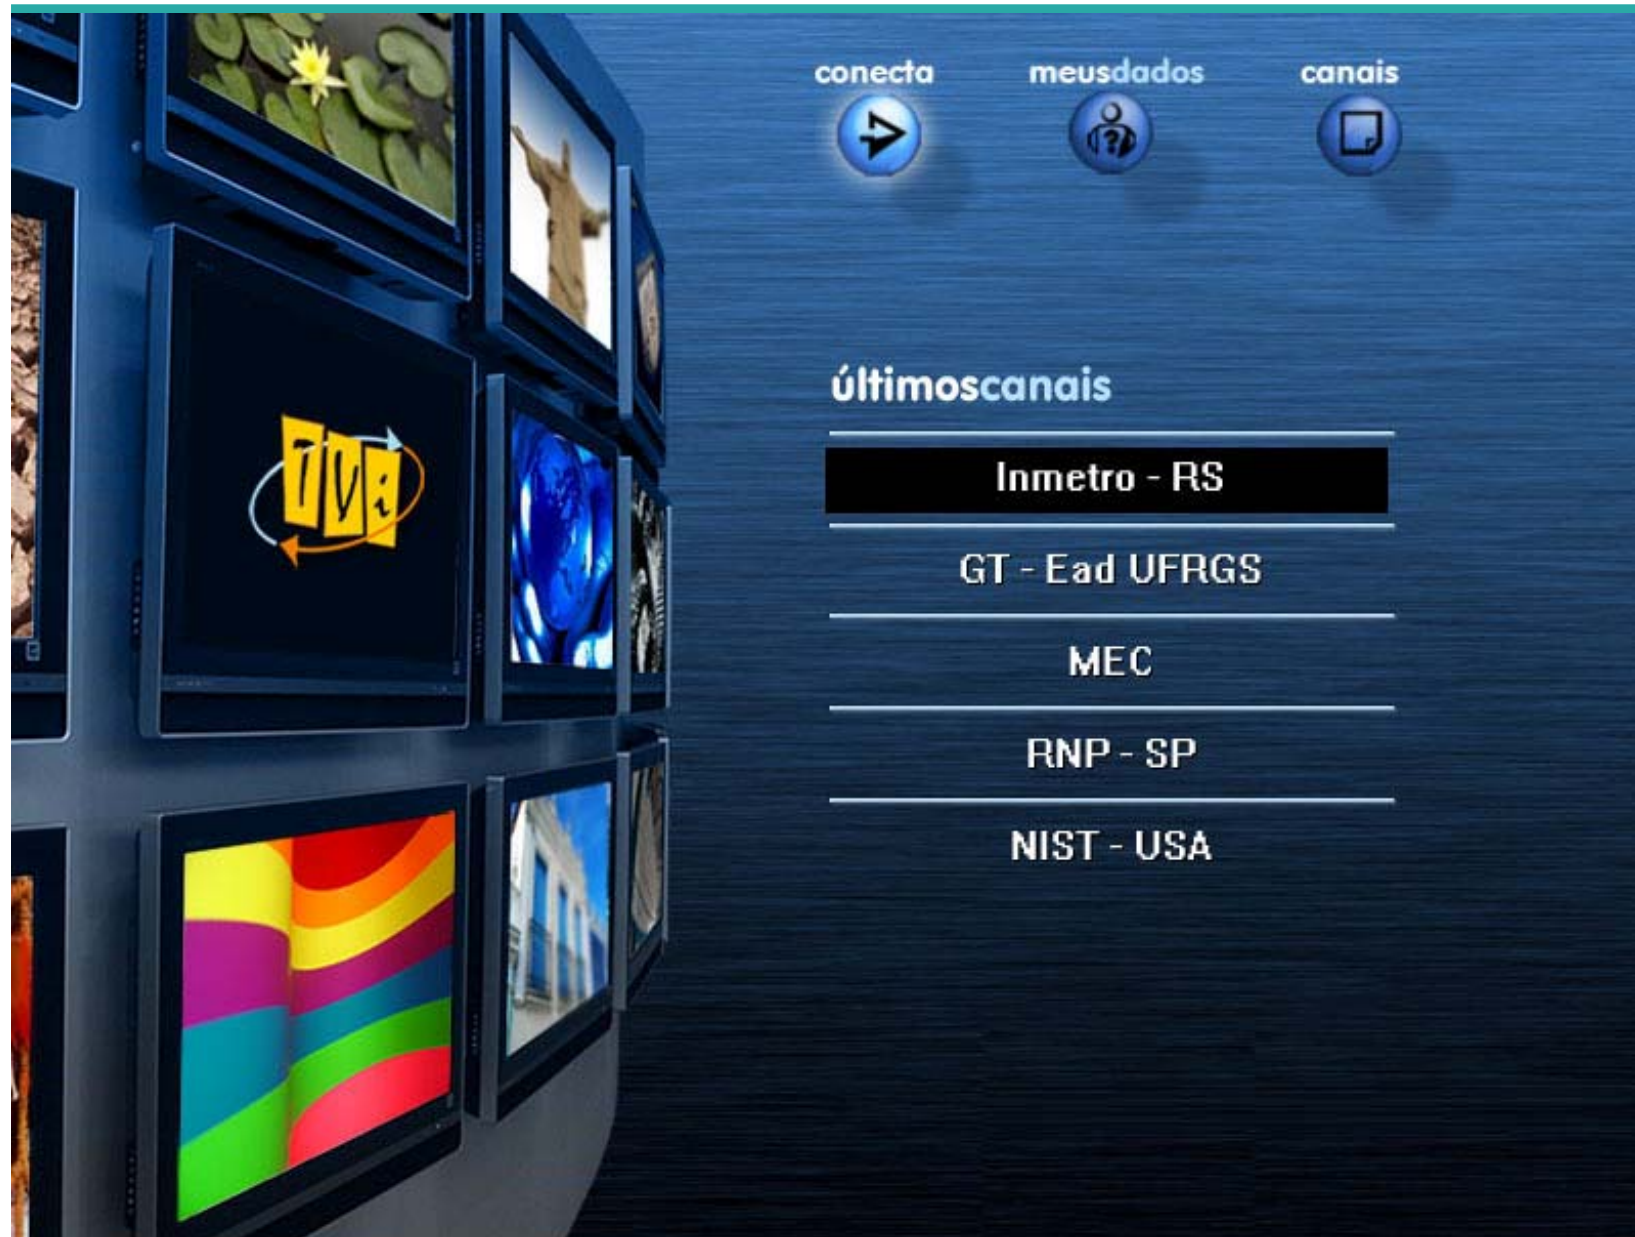 conecta meusdados canais
TVi
últimoscanais
Inmetro - RS
GT - Ead UFRGS
MEC
RNP - SP
NIST - USA